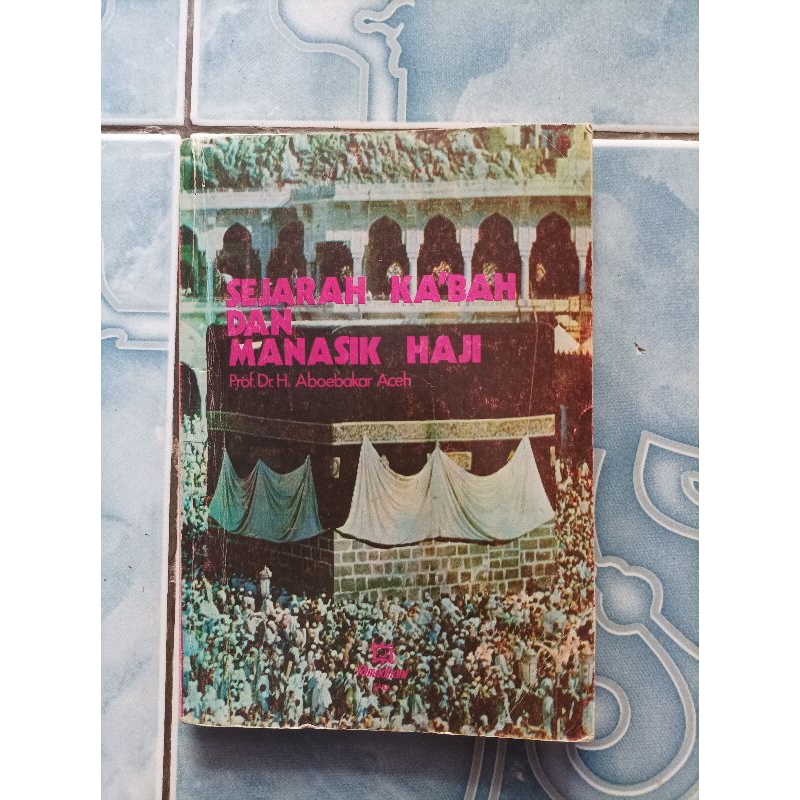 SEJARAH KA'BAH
DAN
MANASIK HAJI
Prof. Dr. H. Aboebakar Aceh